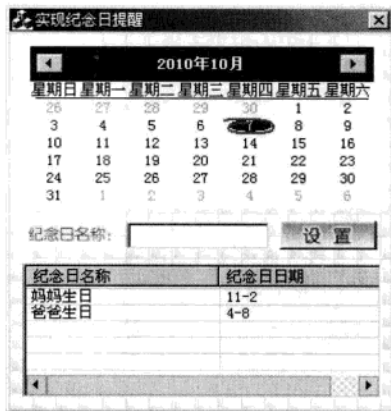 实现纪念日提醒
2010年10月
星期日 星期一 星期二 星期三 星期四 星期五 星期六
26 27 28 29 30 1 2
3 4 5 6 7 8 9
10 11 12 13 14 15 16
17 18 19 20 21 22 23
24 25 26 27 28 29 30
31 1 2 3 4 5 6
纪念日名称: 设 置
纪念日名称 纪念日日期
妈妈生日 11-2
爸爸生日 4-8